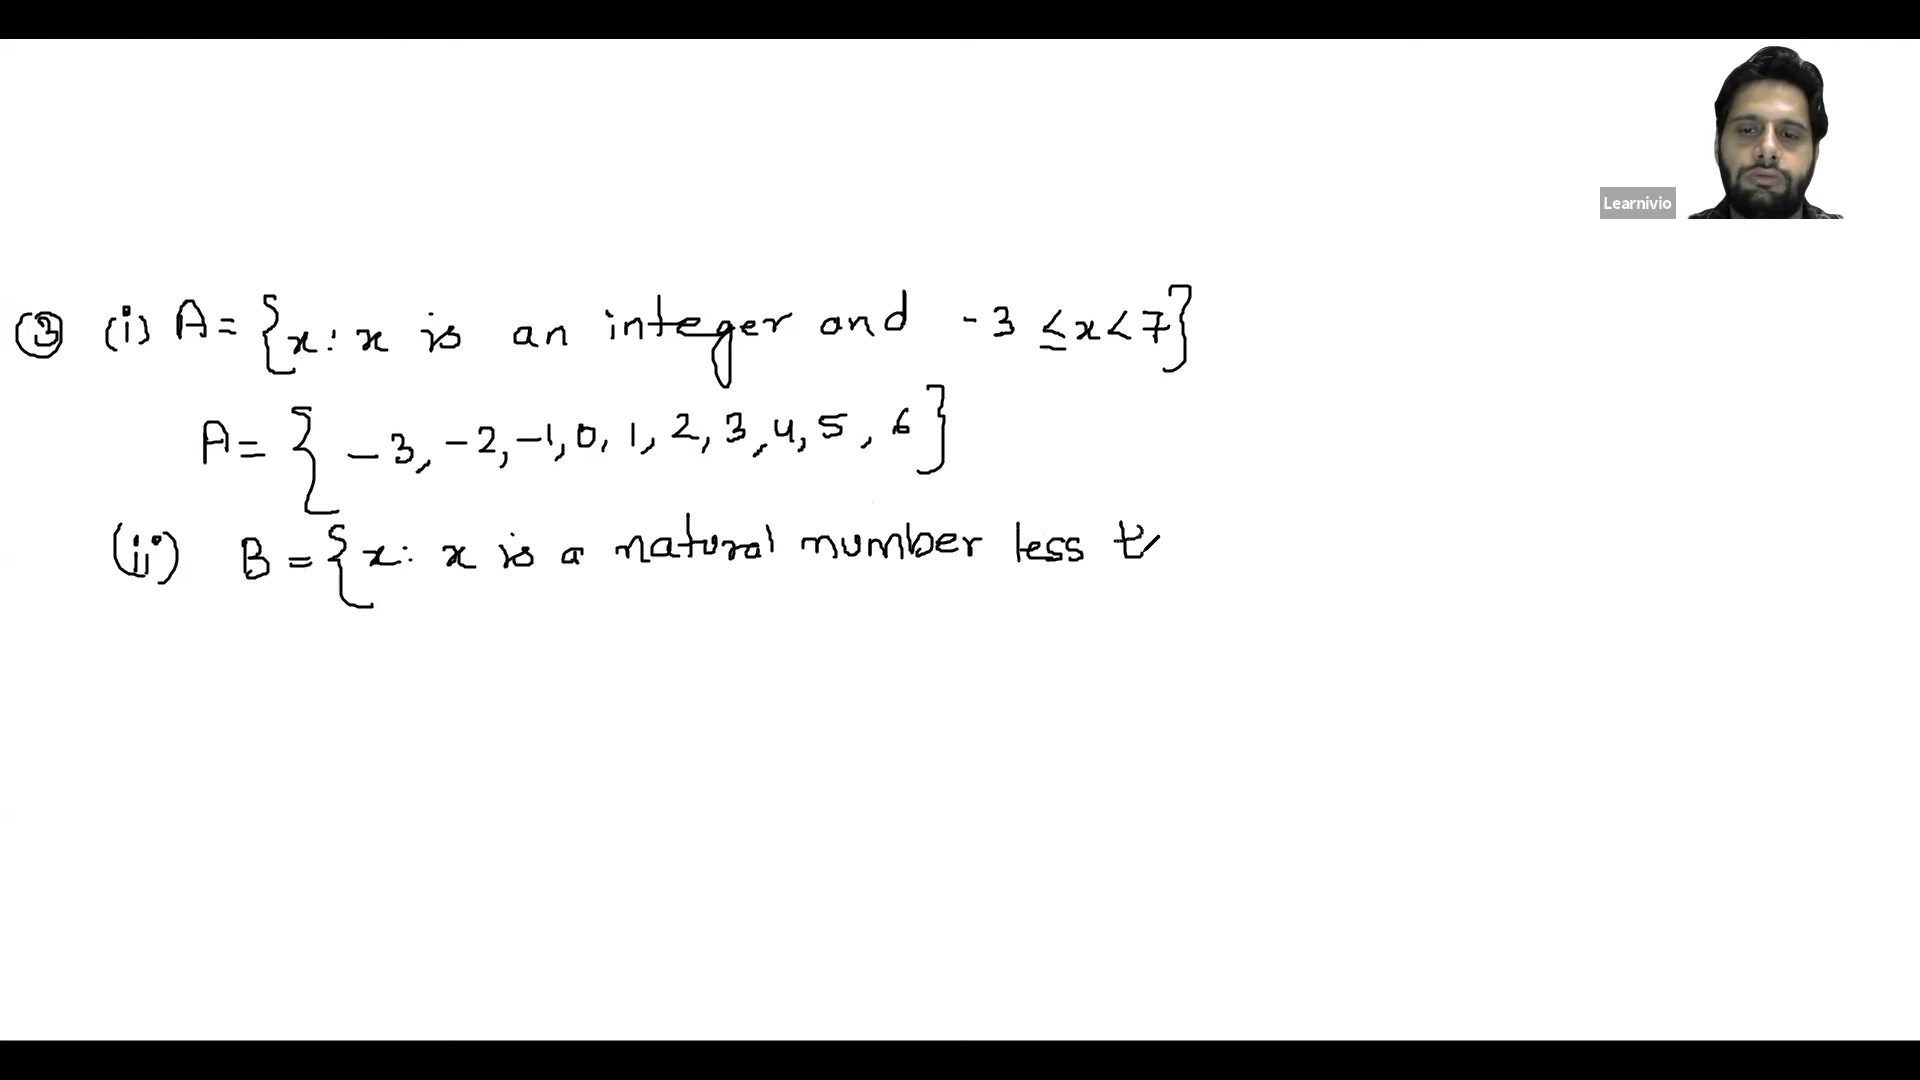 Learnivio
③ (i) A = {x : x is an integer and -3 ≤ x < 7}
A = { -3, -2, -1, 0, 1, 2, 3, 4, 5, 6 }
(ii) B = {x : x is a natural number less